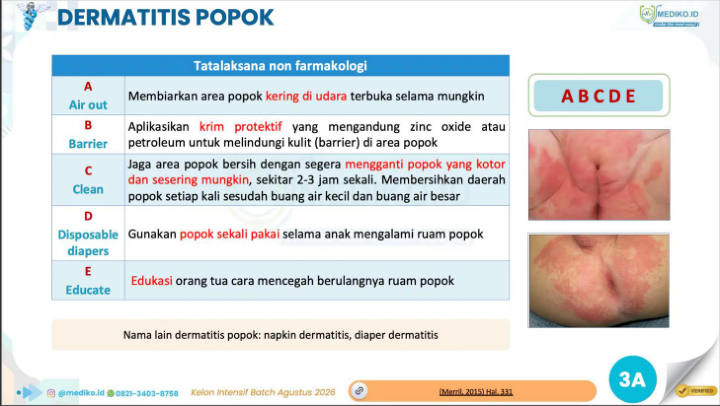 DERMATITIS POPOK
MEDIKO.ID
Tatalaksana non farmakologi
A
Air out
Membiarkan area popok kering di udara terbuka selama mungkin
B
Barrier
Aplikasikan krim protektif yang mengandung zinc oxide atau
petroleum untuk melindungi kulit (barrier) di area popok
C
Clean
Jaga area popok bersih dengan segera mengganti popok yang kotor
dan sesering mungkin, sekitar 2-3 jam sekali. Membersihkan daerah
popok setiap kali sesudah buang air kecil dan buang air besar
D
Disposable
diapers
Gunakan popok sekali pakai selama anak mengalami ruam popok
E
Educate
Edukasi orang tua cara mencegah berulangnya ruam popok
A B C D E
Nama lain dermatitis popok: napkin dermatitis, diaper dermatitis
3A
@mediko.id 0821-3403-8758 Kelon Intensif Batch Agustus 2026
(Merril, 2015) Hal. 331
VERIFIED